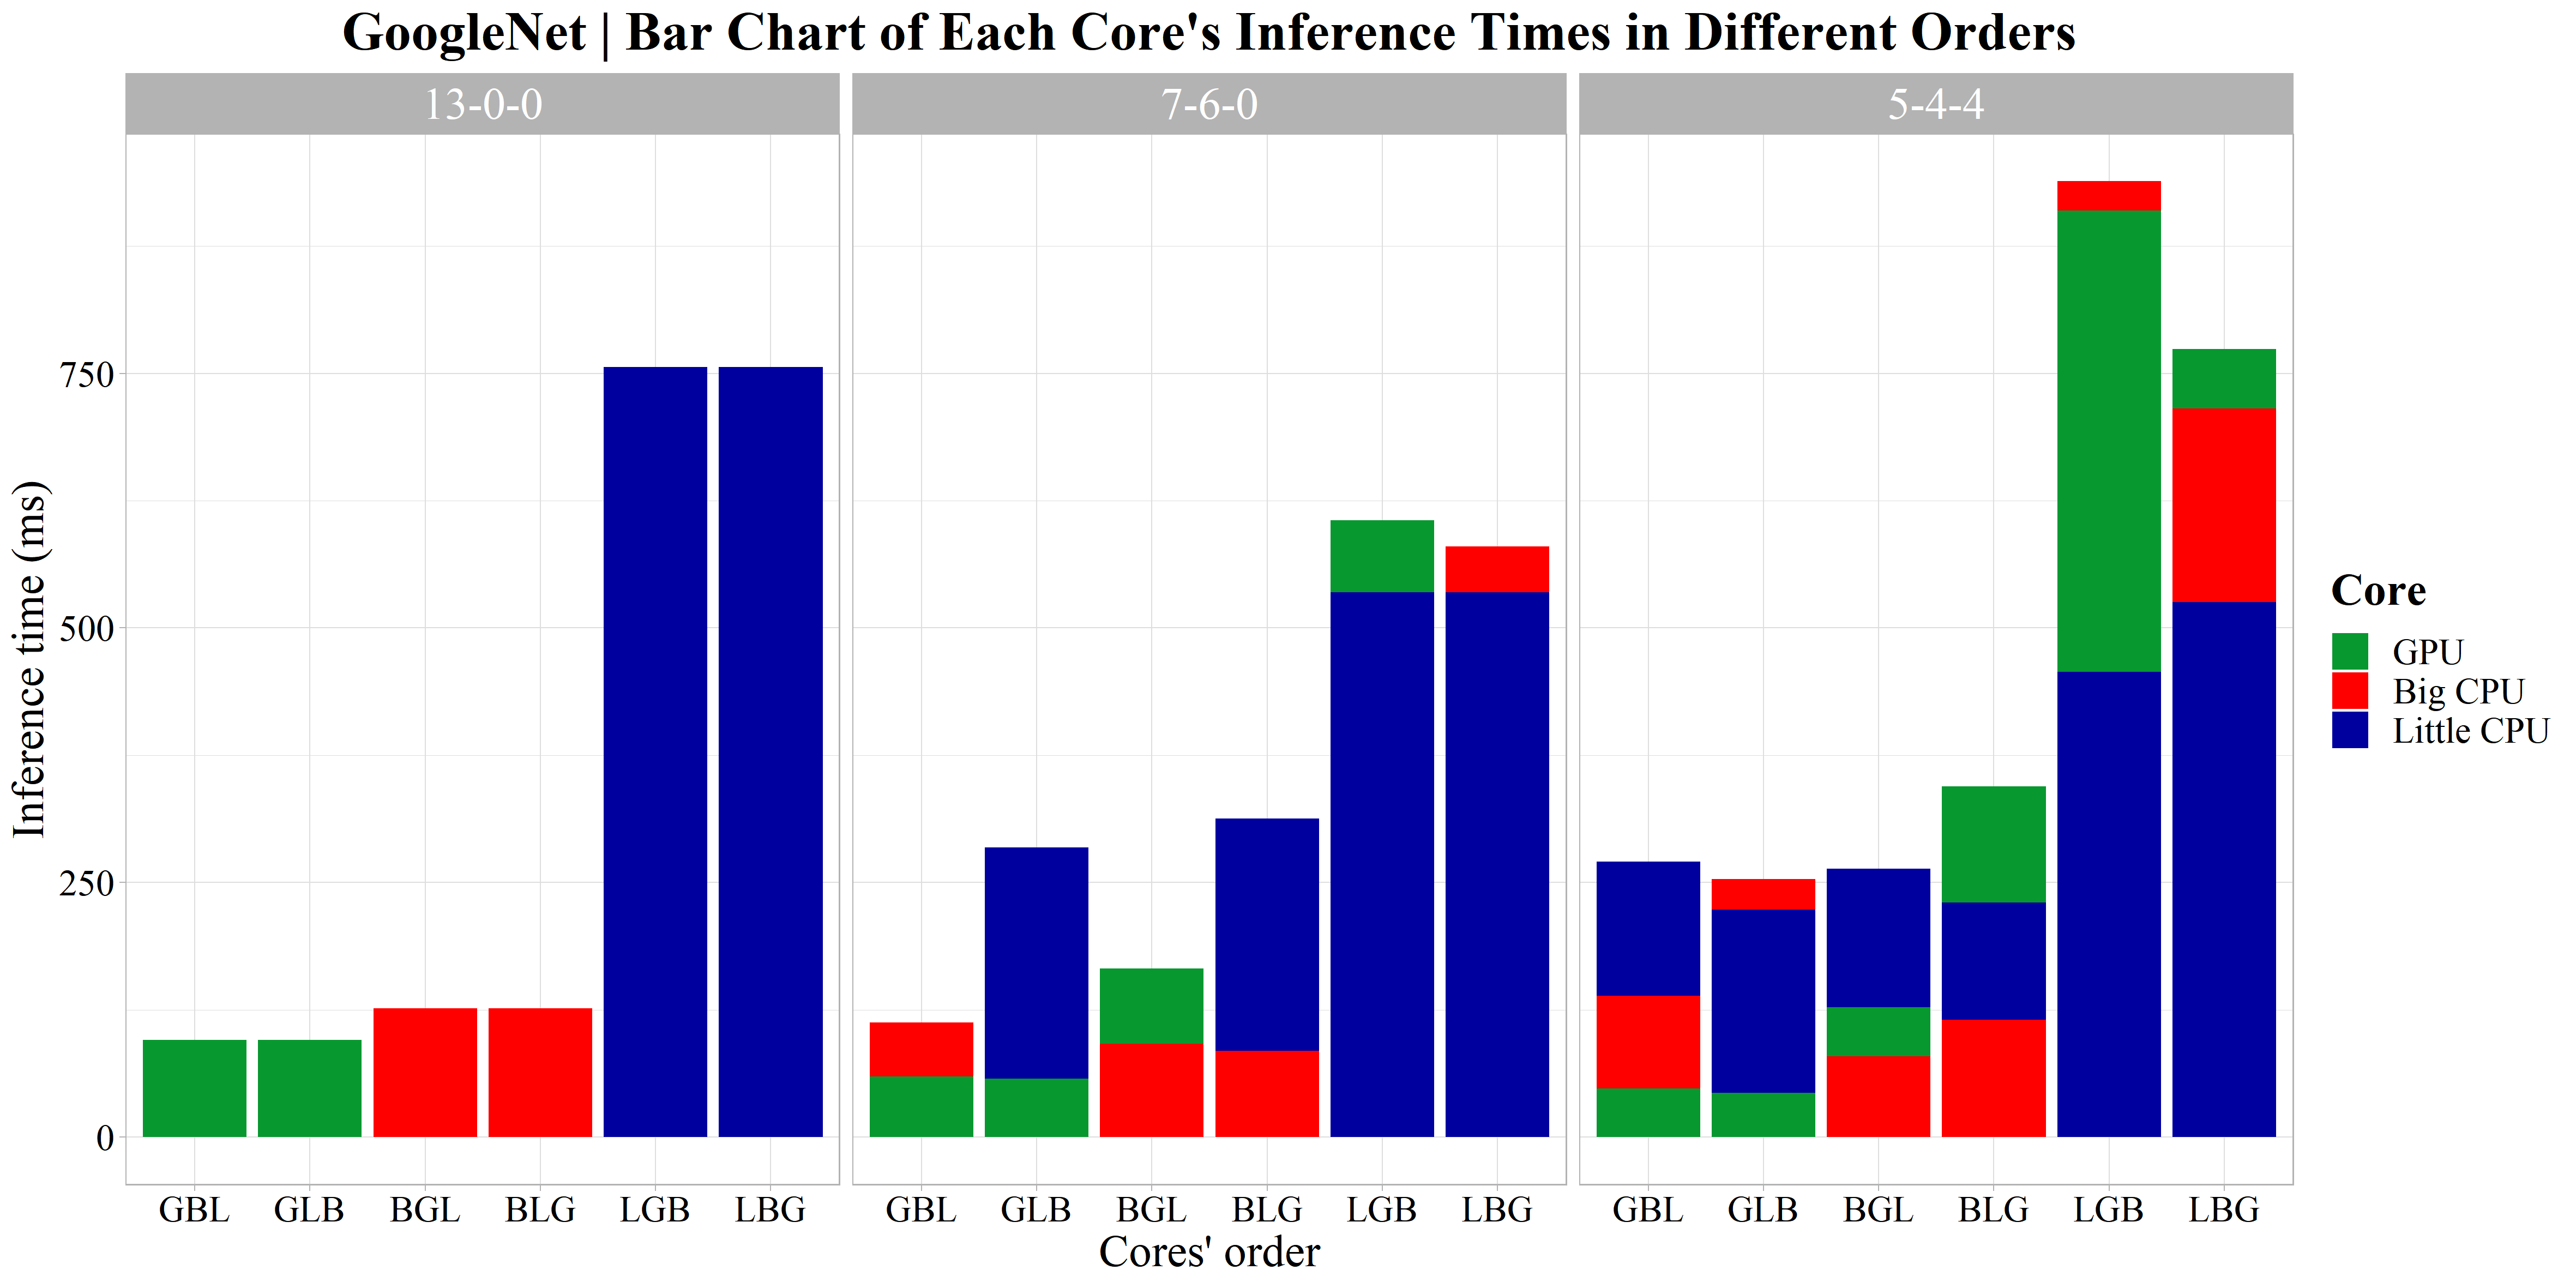 GoogleNet | Bar Chart of Each Core's Inference Times in Different Orders
13-0-0
7-6-0
5-4-4
Inference time (ms)
750
500
250
0
GBL GLB BGL BLG LGB LBG
GBL GLB BGL BLG LGB LBG
GBL GLB BGL BLG LGB LBG
Cores' order
Core
GPU
Big CPU
Little CPU